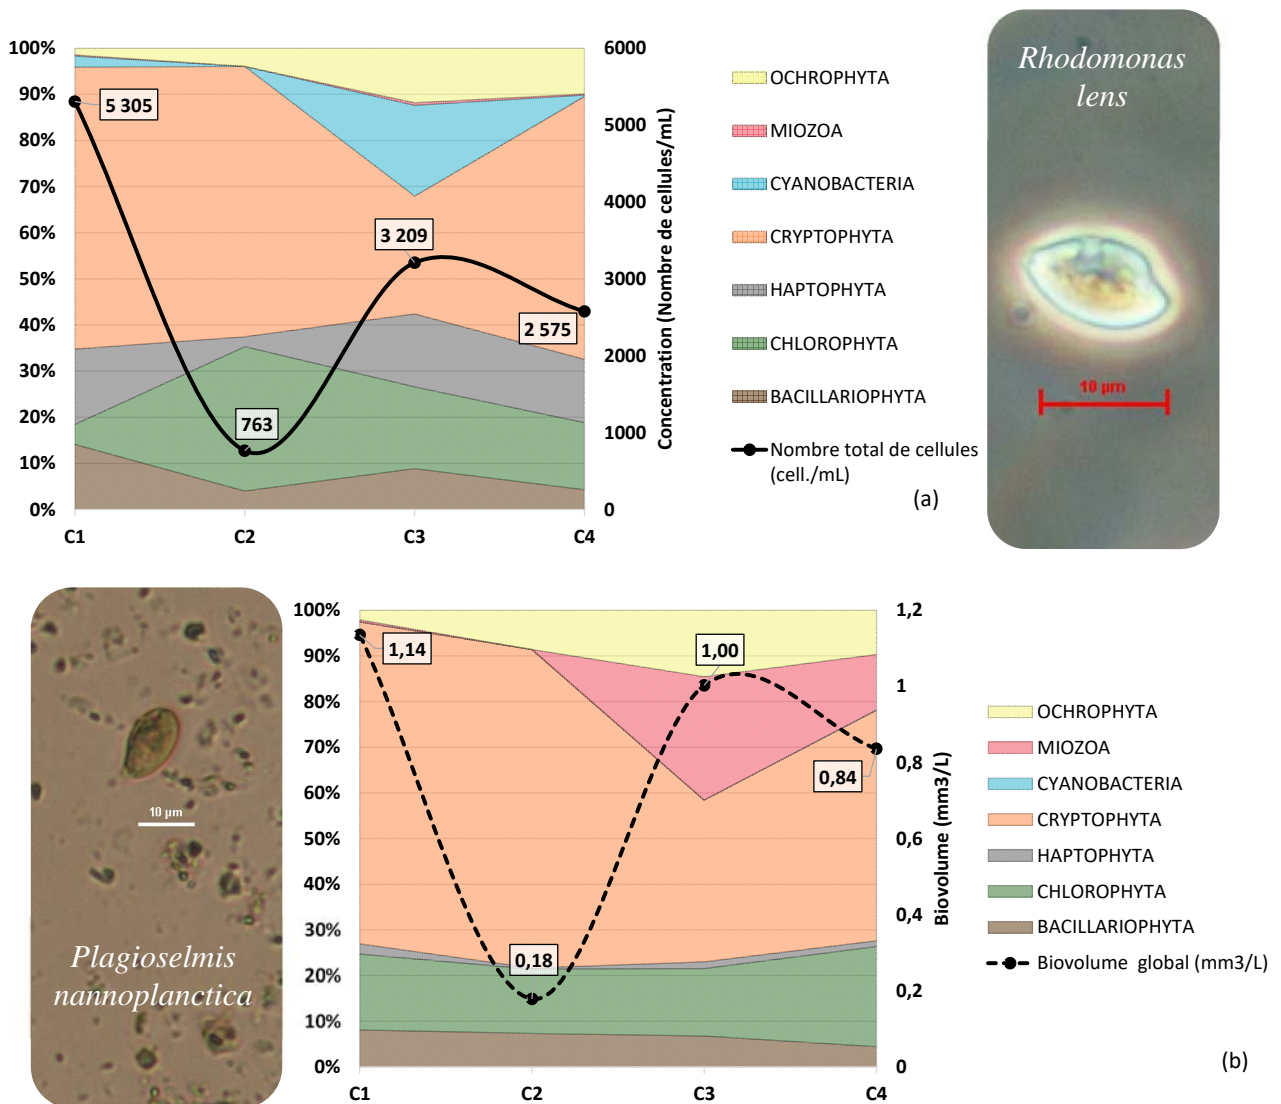 100%
90%
80%
70%
60%
50%
40%
30%
20%
10%
0%
C1
C2
C3
C4
5 305
763
3 209
2 575
6000
5000
4000
3000
2000
1000
0
Concentration (Nombre de cellules/mL)
OCHROPHYTA
MIOZOA
CYANOBACTERIA
CRYPTOPHYTA
HAPTOPHYTA
CHLOROPHYTA
BACILLARIOPHYTA
Nombre total de cellules
(cell./mL)
(a)
Rhodomonas
lens
10 µm
10 µm
Plagioselmis
nannoplanctica
100%
90%
80%
70%
60%
50%
40%
30%
20%
10%
0%
C1
C2
C3
C4
1,14
0,18
1,00
0,84
1,2
1
0,8
0,6
0,4
0,2
0
Biovolume (mm3/L)
OCHROPHYTA
MIOZOA
CYANOBACTERIA
CRYPTOPHYTA
HAPTOPHYTA
CHLOROPHYTA
BACILLARIOPHYTA
Biovolume global (mm3/L)
(b)